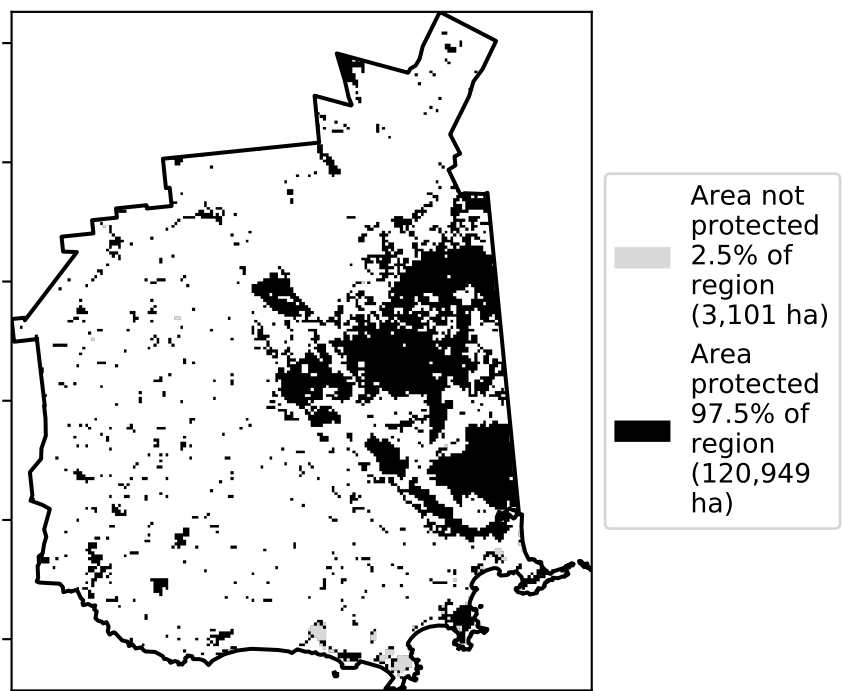 Area not
protected
2.5% of
region
(3,101 ha)
Area
protected
97.5% of
region
(120,949
ha)